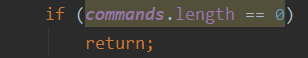 if (commands.length == 0)
return;